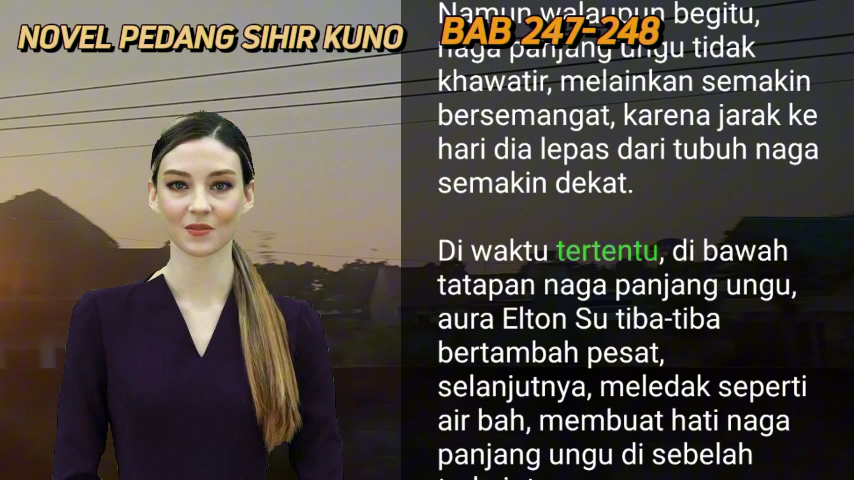 NOVEL PEDANG SIHIR KUNO
BAB 247-248
Namun walaupun begitu,
naga panjang ungu tidak
khawatir, melainkan semakin
bersemangat, karena jarak ke
hari dia lepas dari tubuh naga
semakin dekat.
Di waktu tertentu, di bawah
tatapan naga panjang ungu,
aura Elton Su tiba-tiba
bertambah pesat,
selanjutnya, meledak seperti
air bah, membuat hati naga
panjang ungu di sebelah